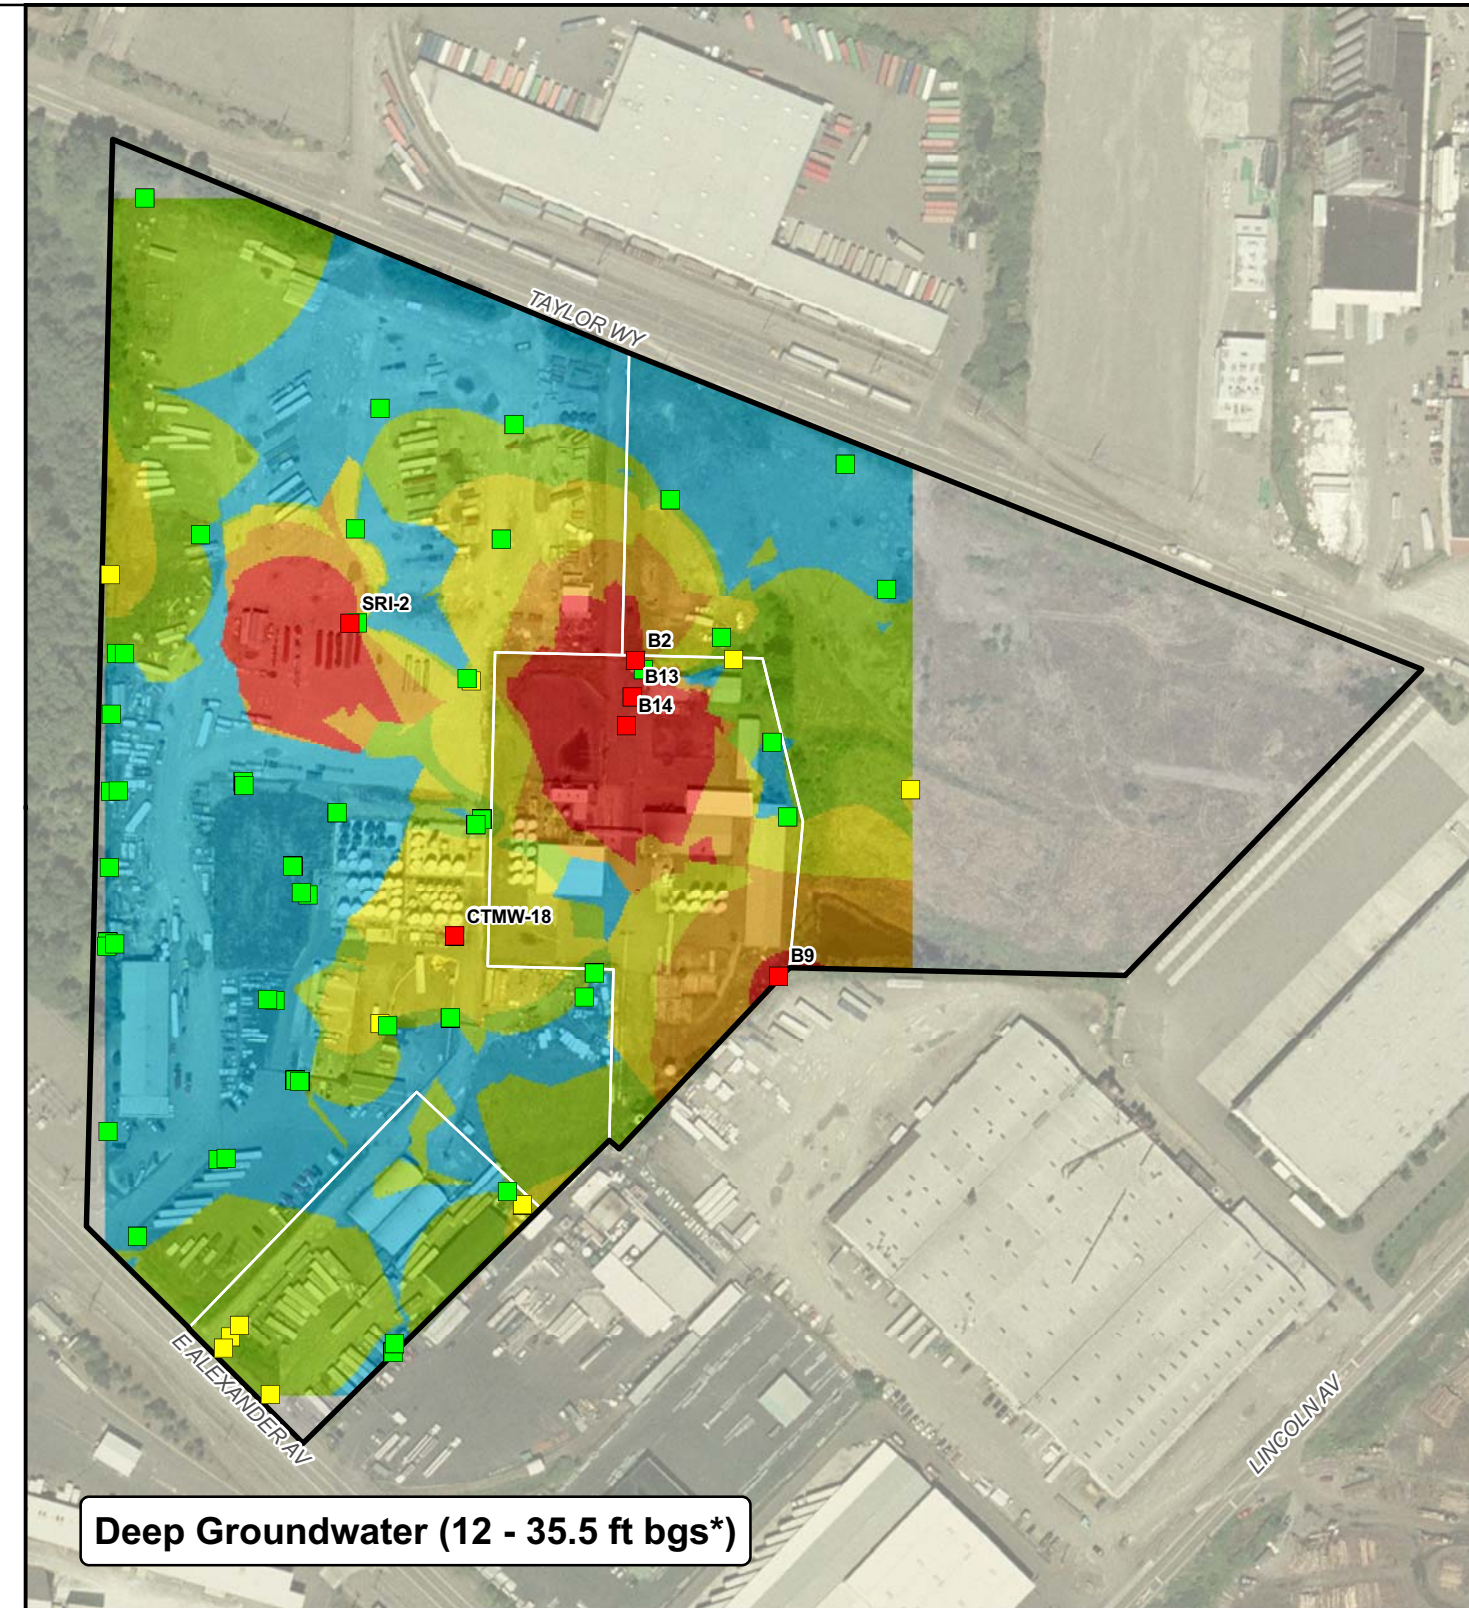 TAYLOR WY
SRI-2
B2
B13
B14
CTMW-18
B9
E ALEXANDER AV
LINCOLN AV
Deep Groundwater (12 - 35.5 ft bgs*)